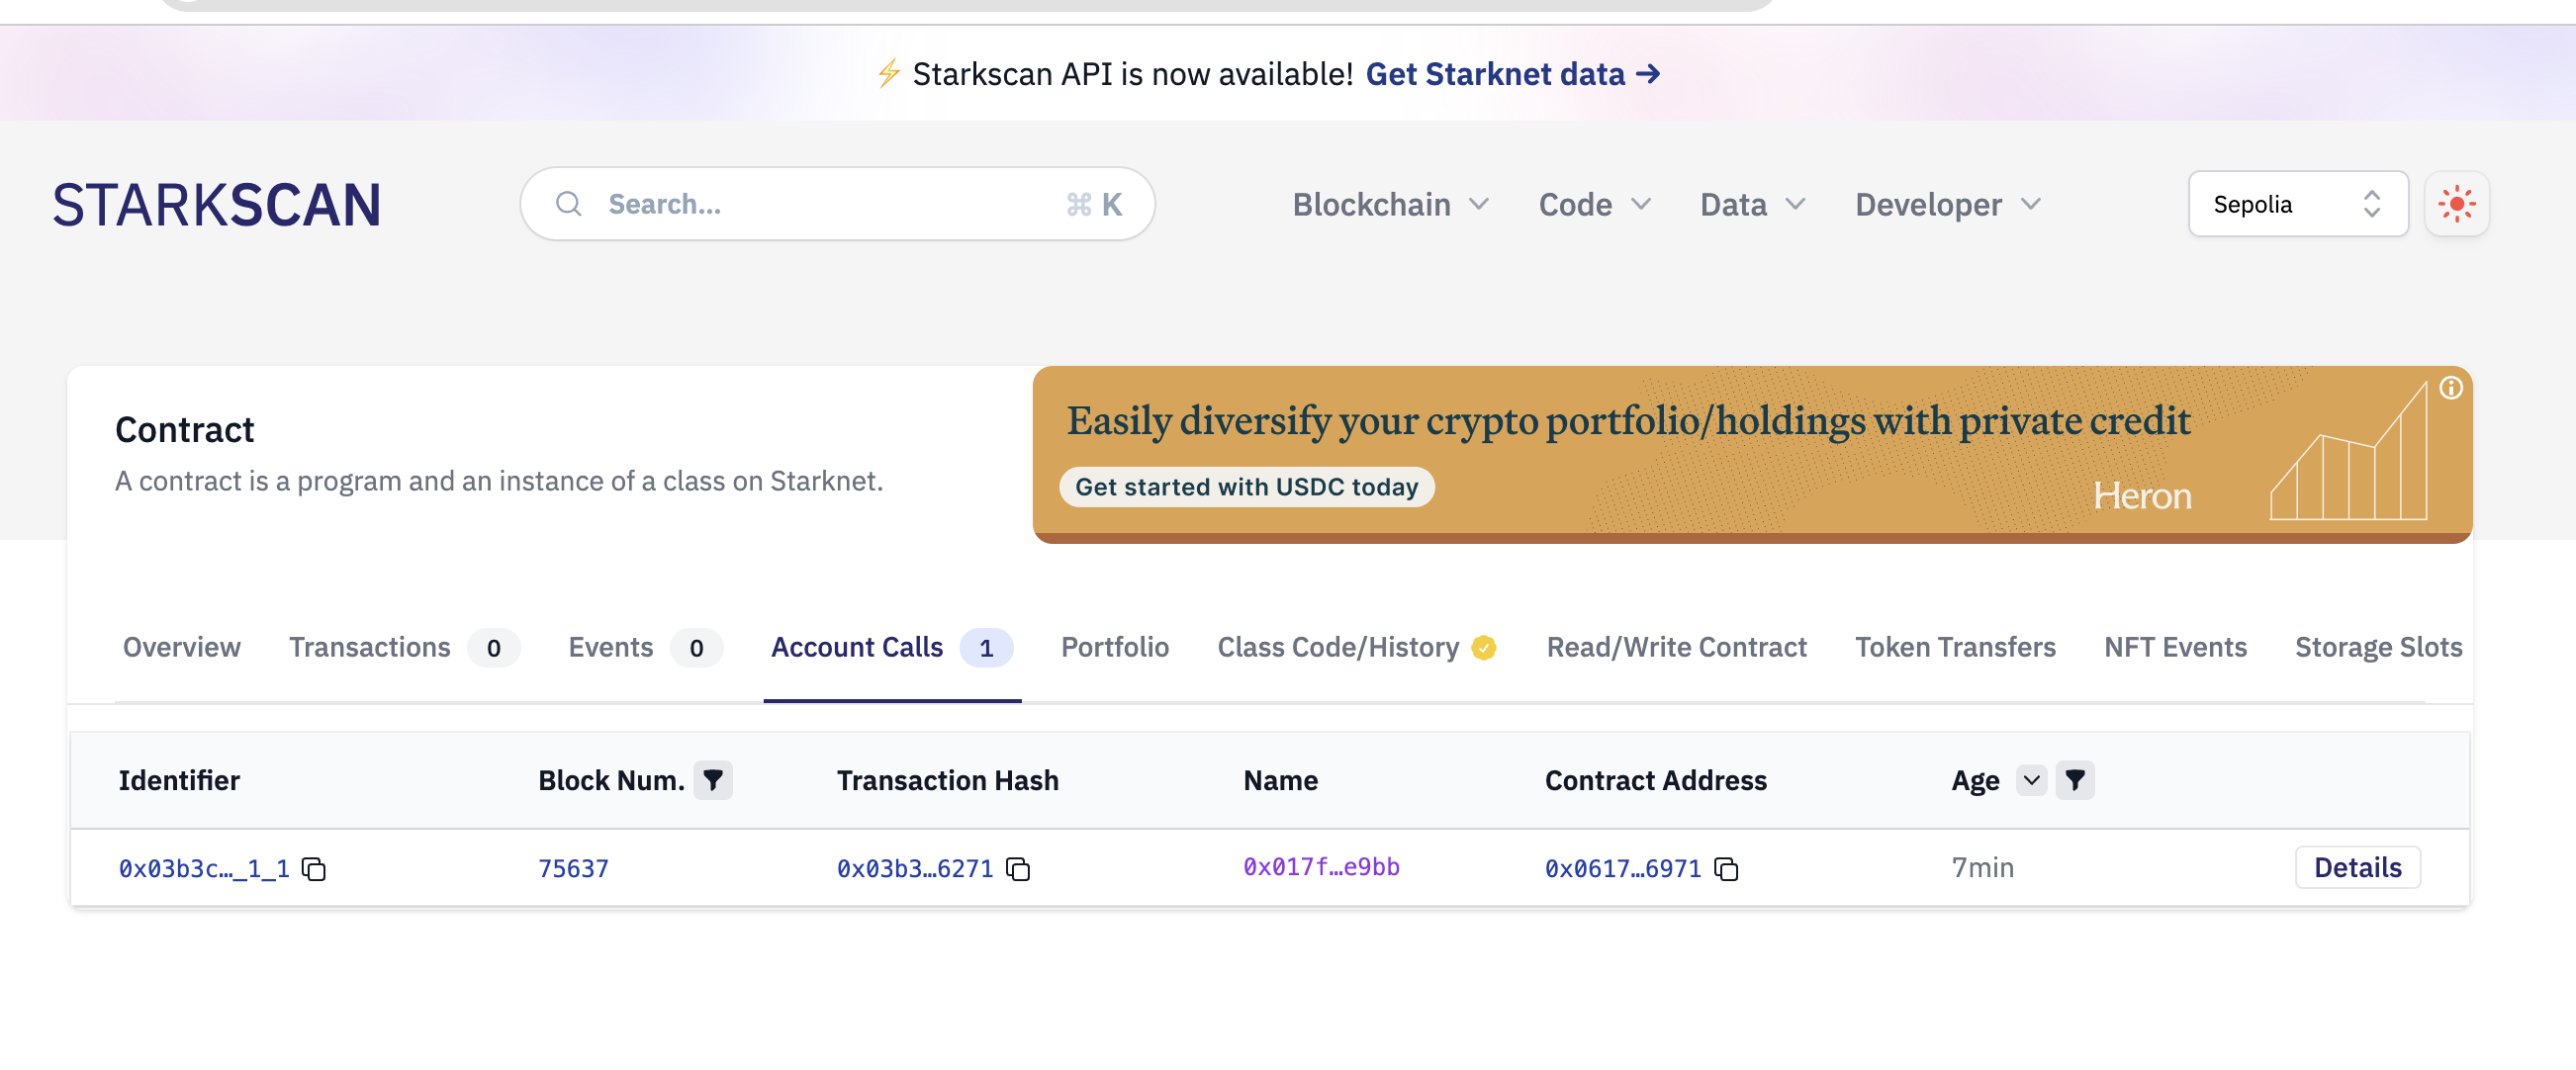 ⚡ Starkscan API is now available! Get Starknet data →
STARKSCAN
Search...
⌘ K
Blockchain
Code
Data
Developer
Sepolia
Contract
A contract is a program and an instance of a class on Starknet.
Easily diversify your crypto portfolio/holdings with private credit
Get started with USDC today
Heron
Overview Transactions 0 Events 0 Account Calls 1 Portfolio Class Code/History Read/Write Contract Token Transfers NFT Events Storage Slots
Identifier Block Num. Transaction Hash Name Contract Address Age
0x03b3c…_1_1 75637 0x03b3…6271 0x017f…e9bb 0x0617…6971 7min Details